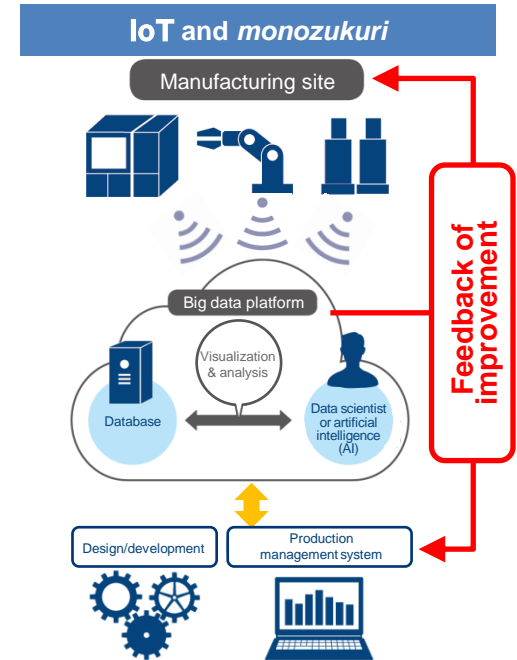 IoT and monozukuri
Manufacturing site
Feedback of
improvement
Big data platform
Visualization
& analysis
Database
Data scientist
or artificial
intelligence
(AI)
Design/development
Production
management system